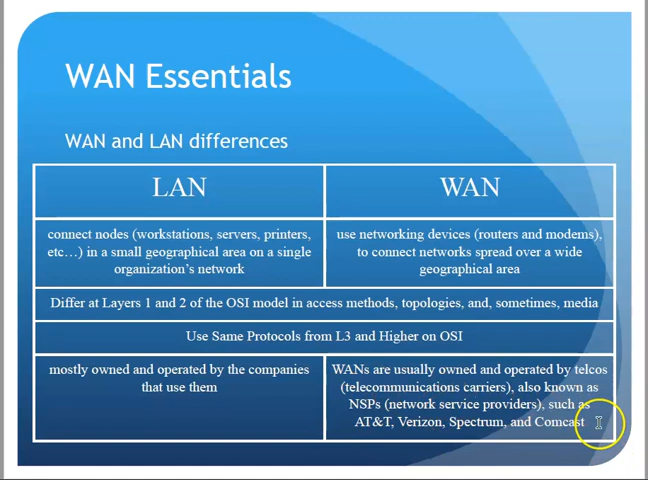 WAN Essentials
WAN and LAN differences
LAN
WAN
connect nodes (workstations, servers, printers,
etc…) in a small geographical area on a single
organization's network
use networking devices (routers and modems),
to connect networks spread over a wide
geographical area
Differ at Layers 1 and 2 of the OSI model in access methods, topologies, and, sometimes, media
Use Same Protocols from L3 and Higher on OSI
mostly owned and operated by the companies
that use them
WANs are usually owned and operated by telcos
(telecommunications carriers), also known as
NSPs (network service providers), such as
AT&T, Verizon, Spectrum, and Comcast